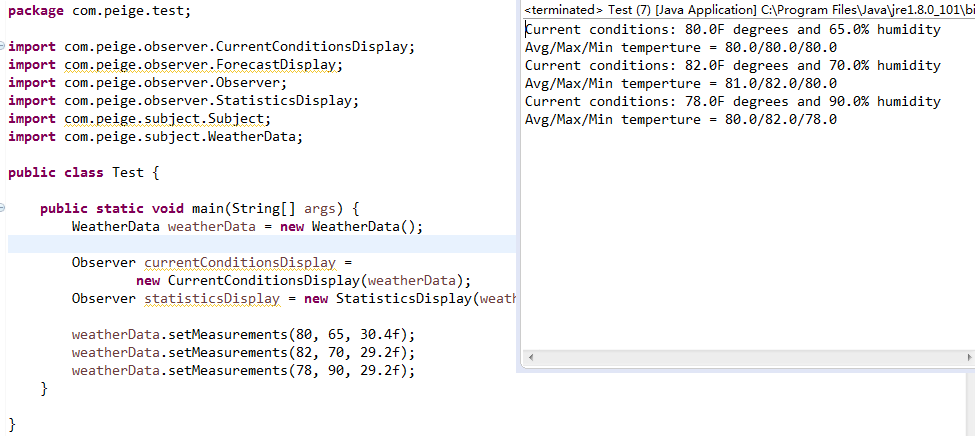 package com.peige.test;
import com.peige.observer.CurrentConditionsDisplay;
import com.peige.observer.ForecastDisplay;
import com.peige.observer.Observer;
import com.peige.observer.StatisticsDisplay;
import com.peige.subject.Subject;
import com.peige.subject.WeatherData;
public class Test {
public static void main(String[] args) {
WeatherData weatherData = new WeatherData();
Observer currentConditionsDisplay =
new CurrentConditionsDisplay(weatherData);
Observer statisticsDisplay = new StatisticsDisplay(weath
weatherData.setMeasurements(80, 65, 30.4f);
weatherData.setMeasurements(82, 70, 29.2f);
weatherData.setMeasurements(78, 90, 29.2f);
}
}
<terminated> Test (7) [Java Application] C:\Program Files\Java\jre1.8.0_101\bi
Current conditions: 80.0F degrees and 65.0% humidity
Avg/Max/Min temperture = 80.0/80.0/80.0
Current conditions: 82.0F degrees and 70.0% humidity
Avg/Max/Min temperture = 81.0/82.0/80.0
Current conditions: 78.0F degrees and 90.0% humidity
Avg/Max/Min temperture = 80.0/82.0/78.0